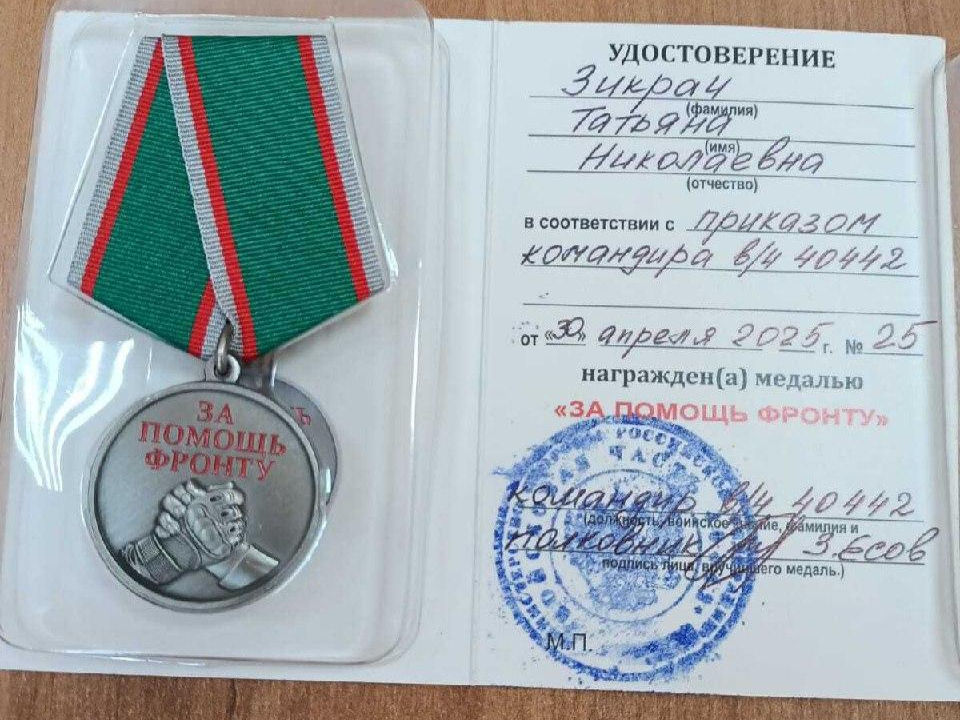 ЗА
ПОМОЩЬ
ФРОНТУ
УДОСТОВЕРЕНИЕ
Зикрач
(фамилия)
Татьяна
(имя)
Николаевна
(отчество)
в соответствии с приказом
командира в/ч 40442
от «30» апреля 2025 г. № 25
награжден(а) медалью
«ЗА ПОМОЩЬ ФРОНТУ»
командир в/ч 40442
(должность, воинское звание, фамилия и
полковник З. Есов
подпись лица, вручившего медаль.)
М.П.